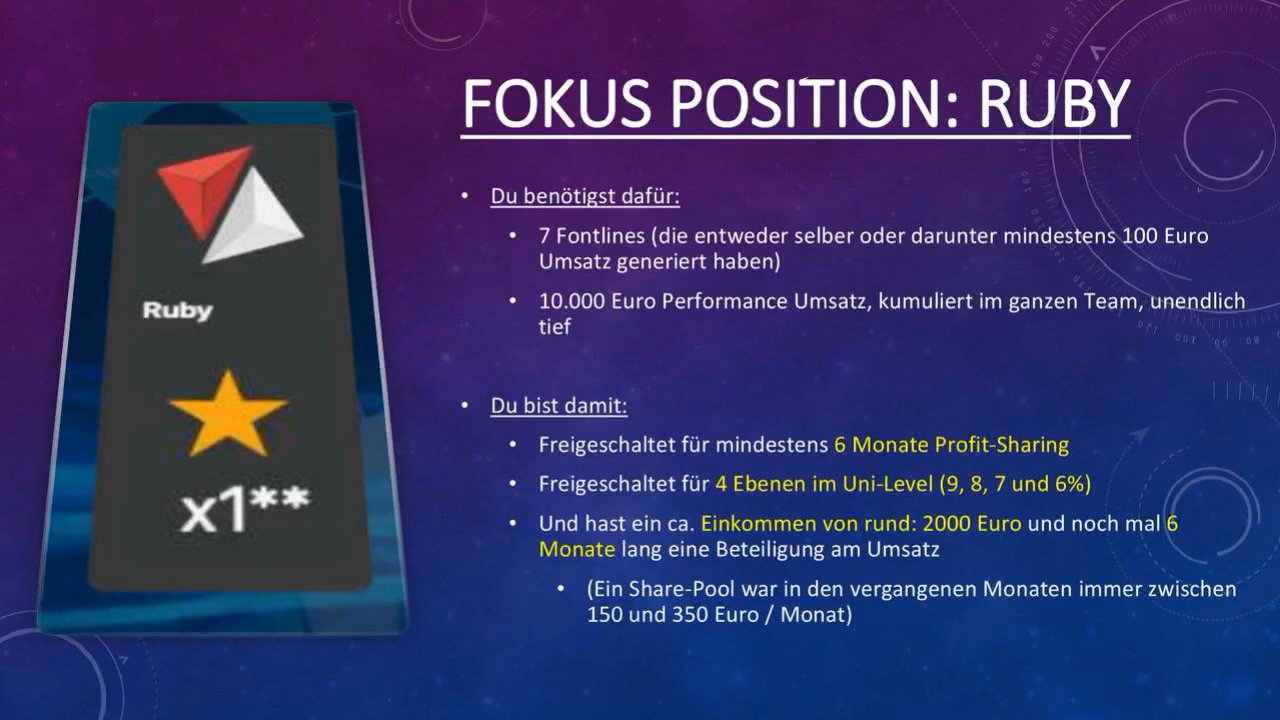 FOKUS POSITION: RUBY
Ruby
x1**
• Du benötigst dafür:
• 7 Fontlines (die entweder selber oder darunter mindestens 100 Euro
Umsatz generiert haben)
• 10.000 Euro Performance Umsatz, kumuliert im ganzen Team, unendlich
tief
• Du bist damit:
• Freigeschaltet für mindestens 6 Monate Profit-Sharing
• Freigeschaltet für 4 Ebenen im Uni-Level (9, 8, 7 und 6%)
• Und hast ein ca. Einkommen von rund: 2000 Euro und noch mal 6
Monate lang eine Beteiligung am Umsatz
• (Ein Share-Pool war in den vergangenen Monaten immer zwischen
150 und 350 Euro / Monat)